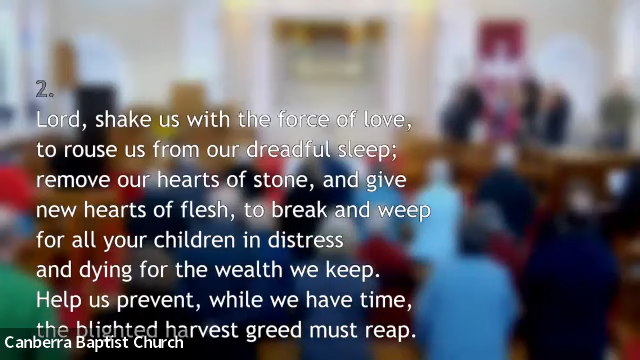 2.
Lord, shake us with the force of love,
to rouse us from our dreadful sleep;
remove our hearts of stone, and give
new hearts of flesh, to break and weep
for all your children in distress
and dying for the wealth we keep.
Help us prevent, while we have time,
the blighted harvest greed must reap.
Canberra Baptist Church